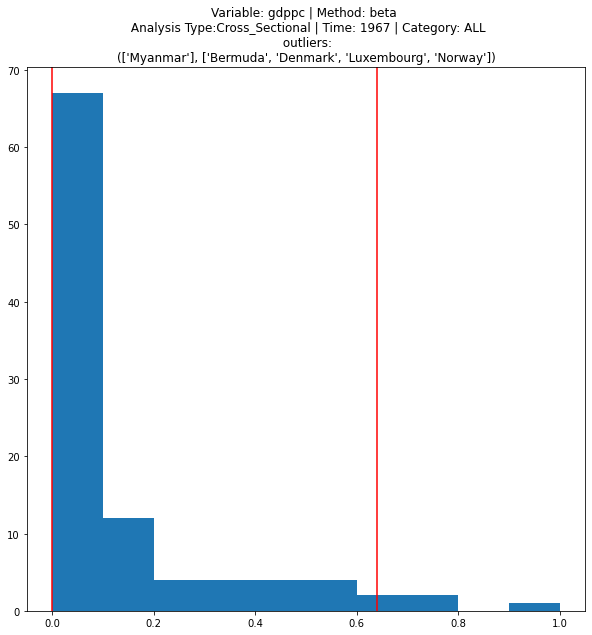 Variable: gdppc | Method: beta
Analysis Type:Cross_Sectional | Time: 1967 | Category: ALL
outliers:
(['Myanmar'], ['Bermuda', 'Denmark', 'Luxembourg', 'Norway'])
70
60
50
40
30
20
10
0
0.0 0.2 0.4 0.6 0.8 1.0